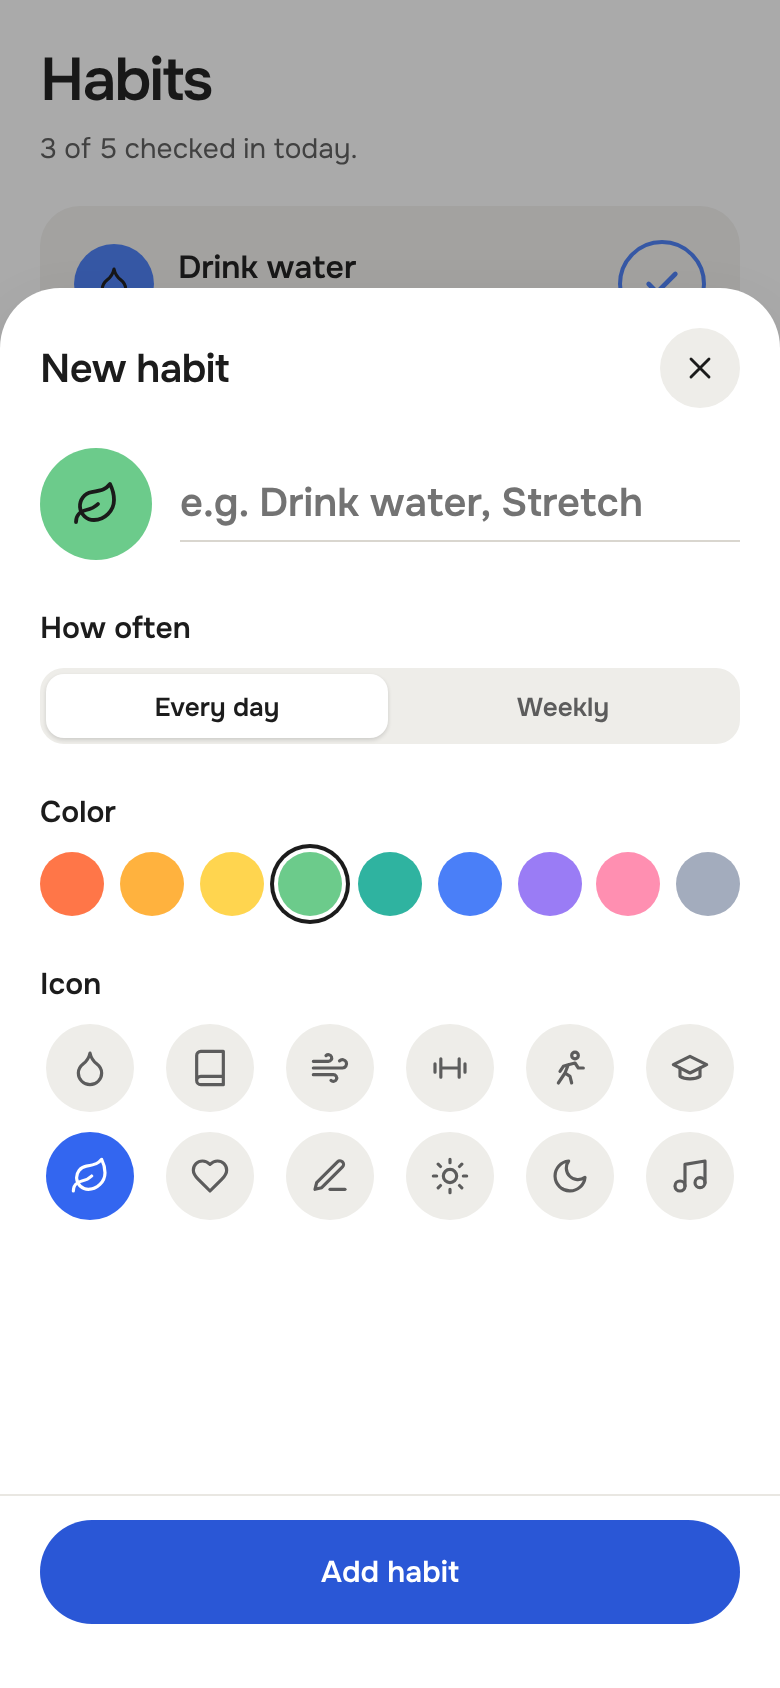 Habits
3 of 5 checked in today.
Drink water
New habit
e.g. Drink water, Stretch
How often
Every day
Weekly
Color
Icon
Add habit